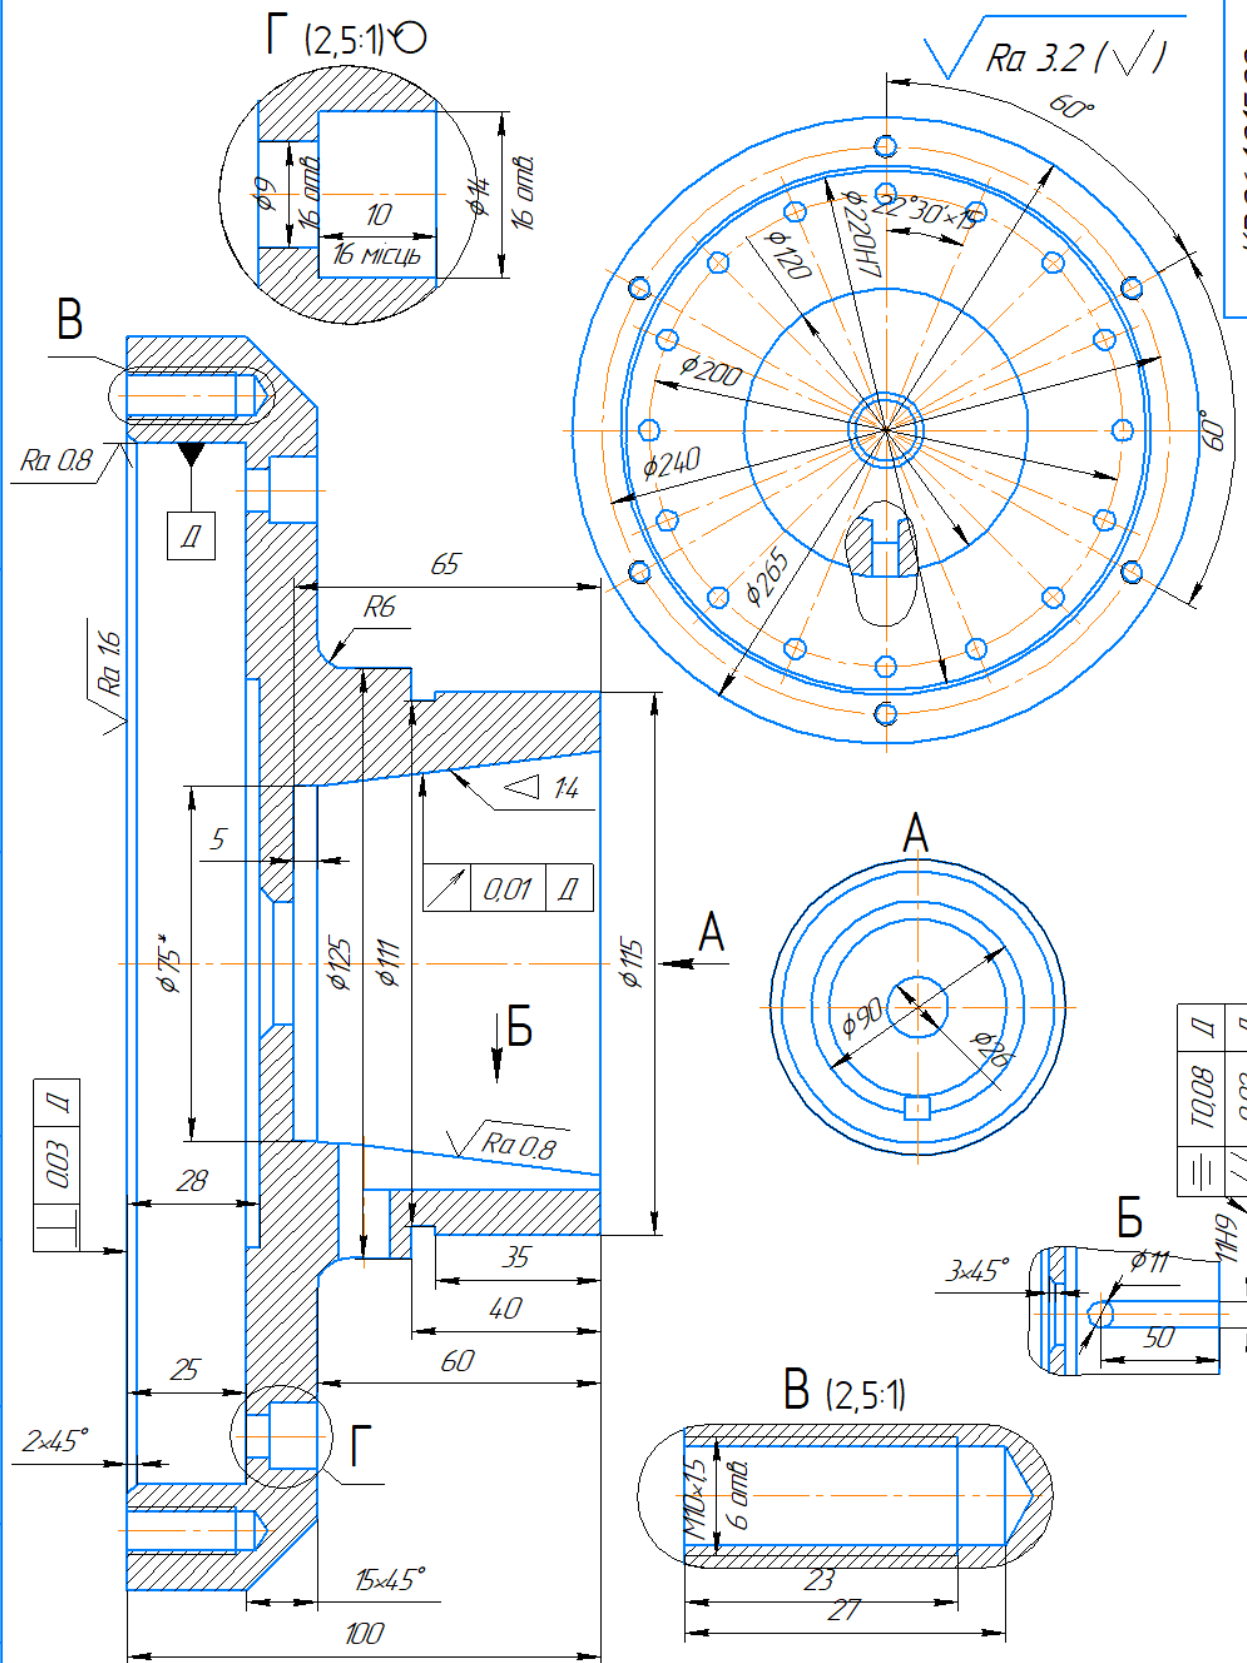 Г (2,5:1)
Ra 3.2 (√)
ϕ9
16 отв.
10
16 місць
ϕ14
16 отв.
60°
22°30'×15
ϕ220H7
ϕ120
ϕ200
ϕ240
ϕ265
60°
В
Ra 0.8
Д
Ra 1.6
65
R6
1:4
5
0,01 Д
ϕ75*
ϕ125
ϕ111
ϕ115
А
Б
Ra 0.8
0.03 Д
28
35
40
60
25
2×45°
Г
15×45°
100
А
ϕ90
ϕ26
Т0,08 Д
Б
3×45°
ϕ11
11H9
50
В (2,5:1)
M10×1,5
6 отв.
23
27